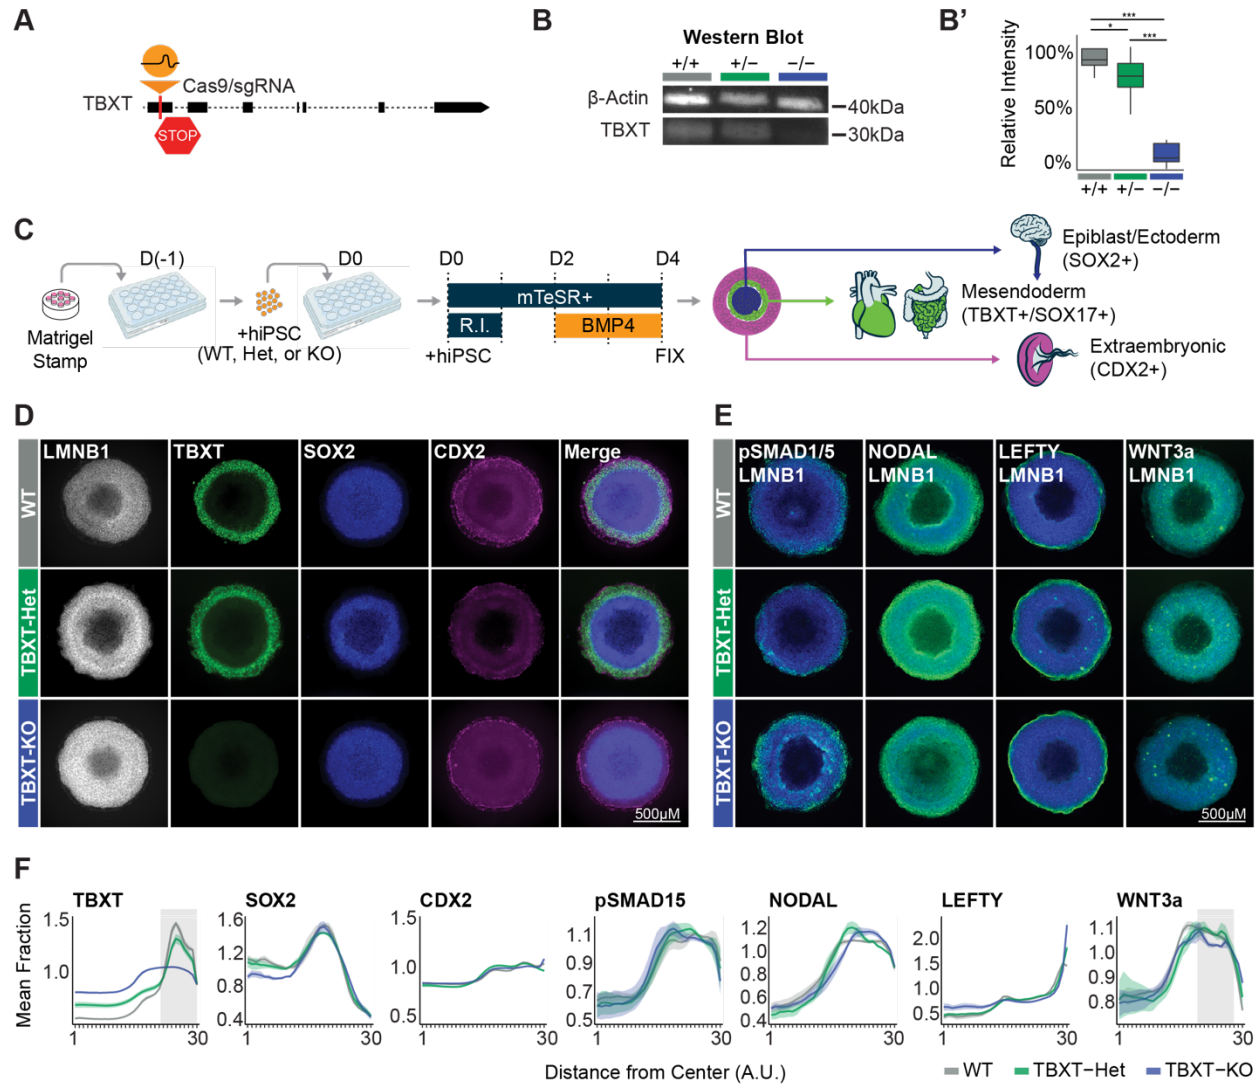 A
Cas9/sgRNA
TBXT
STOP
B
Western Blot
+/+
+/−
−/−
β-Actin
40kDa
TBXT
30kDa
B’
***
*
***
Relative Intensity
100%
50%
0%
+/+
+/−
−/−
C
D(-1)
D0
Matrigel
Stamp
+hiPSC
(WT, Het, or KO)
D0
D2
D4
mTeSR+
R.I.
BMP4
+hiPSC
FIX
Epiblast/Ectoderm
(SOX2+)
Mesendoderm
(TBXT+/SOX17+)
Extraembryonic
(CDX2+)
D
LMNB1
TBXT
SOX2
CDX2
Merge
WT
TBXT-Het
TBXT-KO
500µM
E
pSMAD1/5
LMNB1
NODAL
LMNB1
LEFTY
LMNB1
WNT3a
LMNB1
WT
TBXT-Het
TBXT-KO
500µM
F
Mean Fraction
TBXT
1.5
1.0
1
30
SOX2
1.6
1.2
0.8
0.4
1
30
CDX2
1.5
1.0
0.5
1
30
pSMAD15
1.1
0.9
0.7
0.5
1
30
NODAL
1.2
1.0
0.8
0.6
0.4
1
30
LEFTY
2.0
1.5
1.0
0.5
1
30
WNT3a
1.1
1.0
0.9
0.8
1
30
Distance from Center (A.U.)
WT
TBXT−Het
TBXT−KO